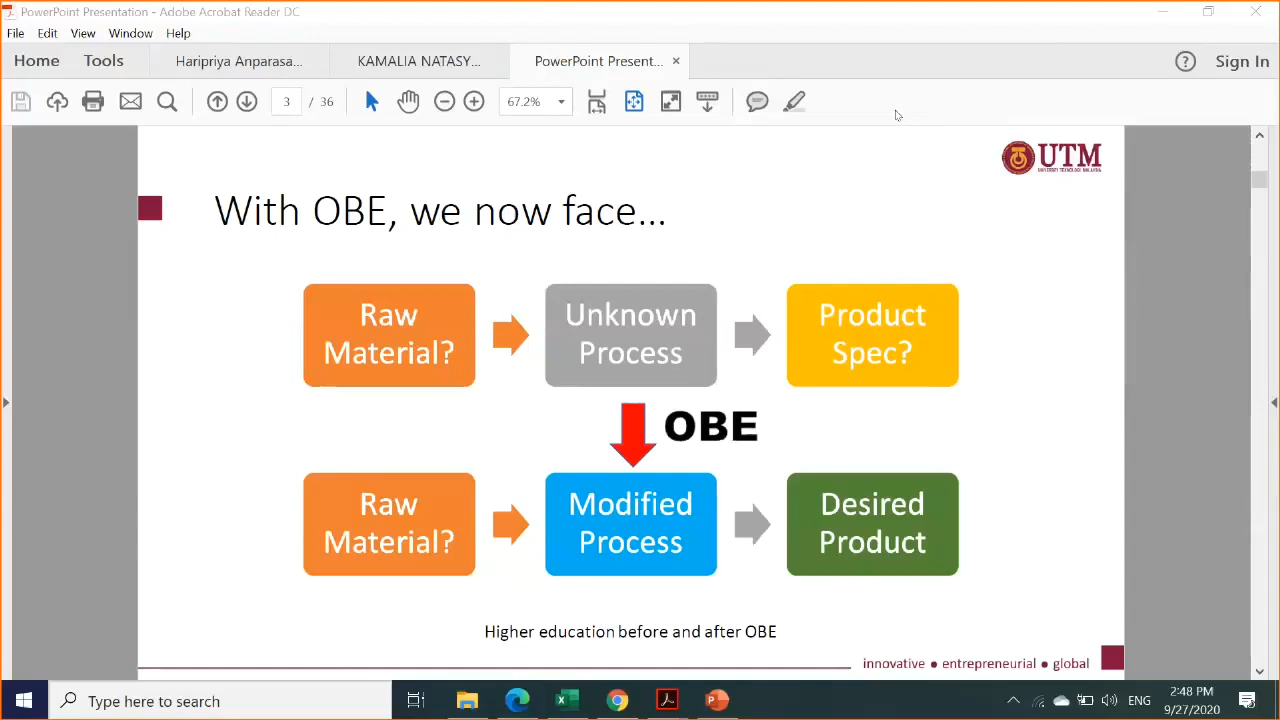 PowerPoint Presentation - Adobe Acrobat Reader DC
File Edit View Window Help
Home Tools Haripriya Anparasa... KAMALIA NATASY... PowerPoint Present... × Sign In
3 / 36 67.2%
UTM
UNIVERSITI TEKNOLOGI MALAYSIA
With OBE, we now face...
Raw
Material?
Unknown
Process
Product
Spec?
OBE
Raw
Material?
Modified
Process
Desired
Product
Higher education before and after OBE
innovative ● entrepreneurial ● global
Type here to search
ENG
2:48 PM
9/27/2020